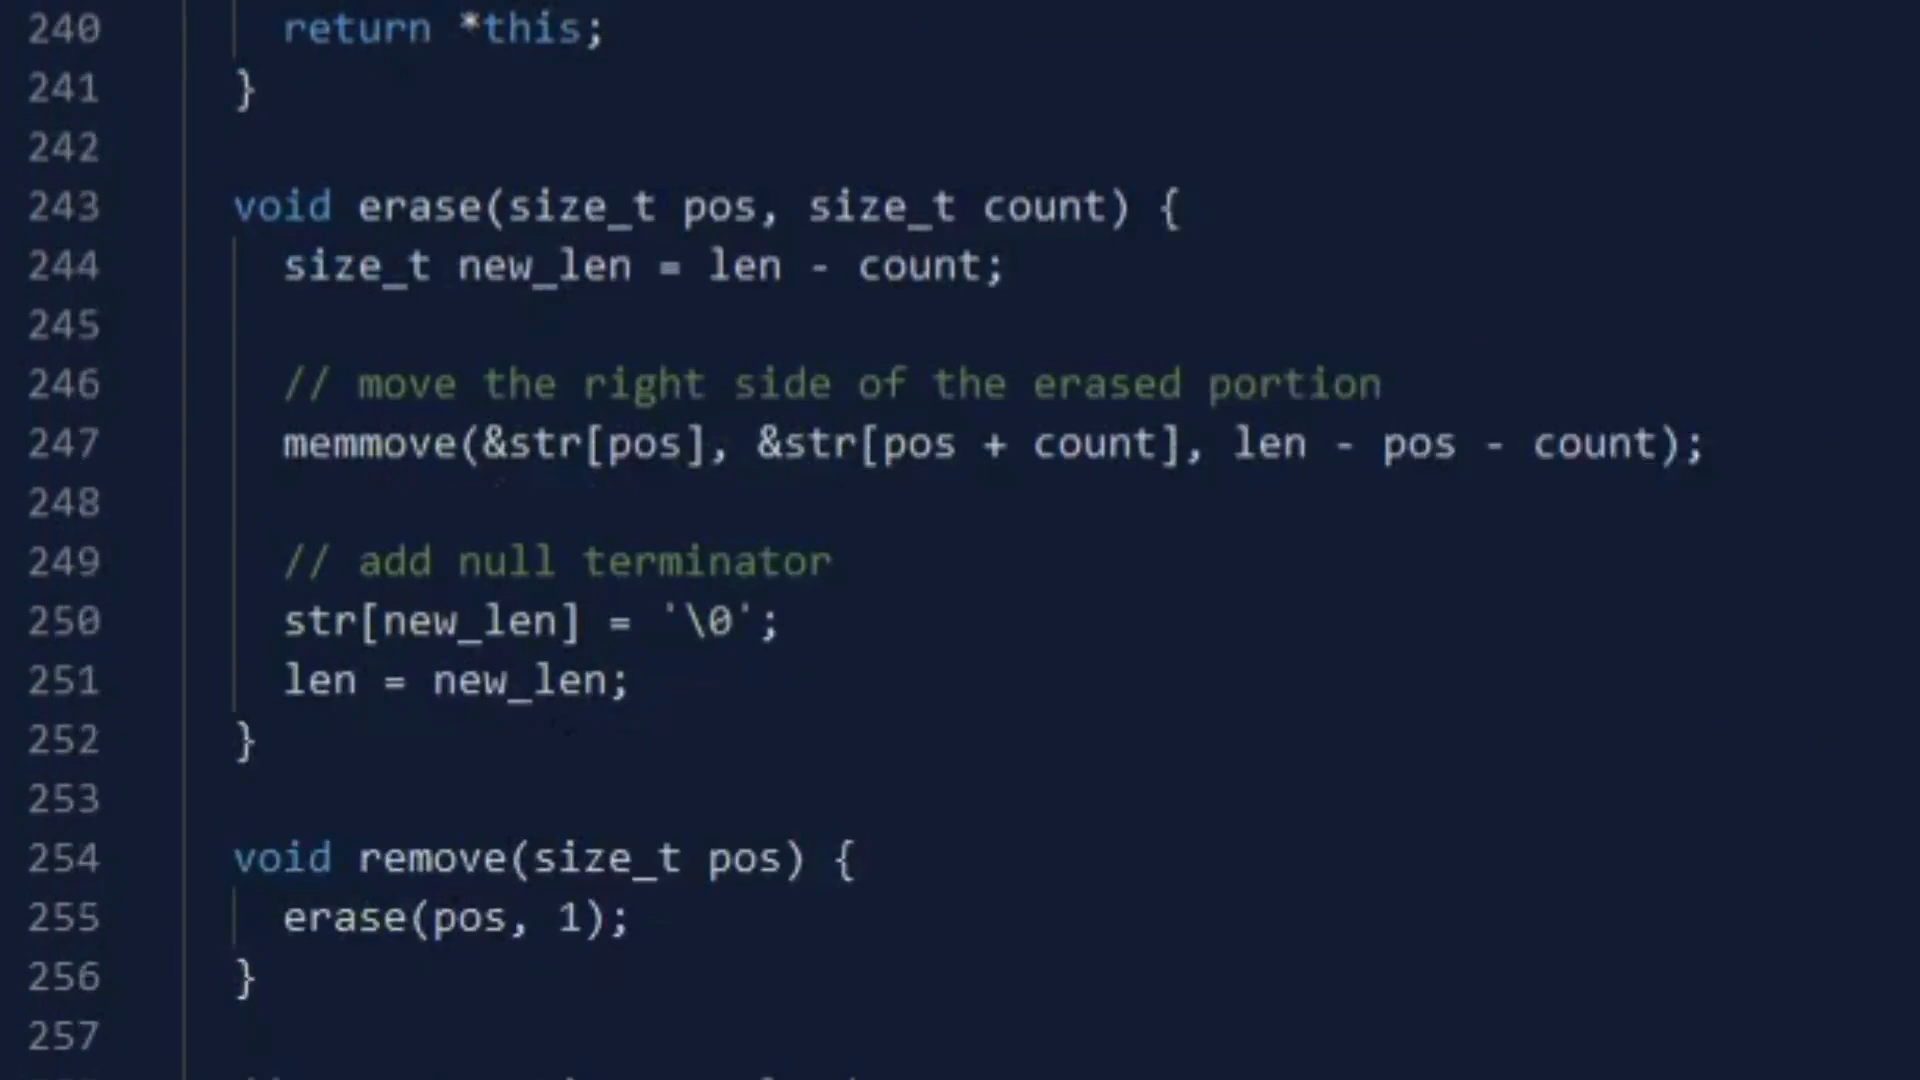 240 return *this;
241 }
242
243 void erase(size_t pos, size_t count) {
244 size_t new_len = len - count;
245
246 // move the right side of the erased portion
247 memmove(&str[pos], &str[pos + count], len - pos - count);
248
249 // add null terminator
250 str[new_len] = '\0';
251 len = new_len;
252 }
253
254 void remove(size_t pos) {
255 erase(pos, 1);
256 }
257